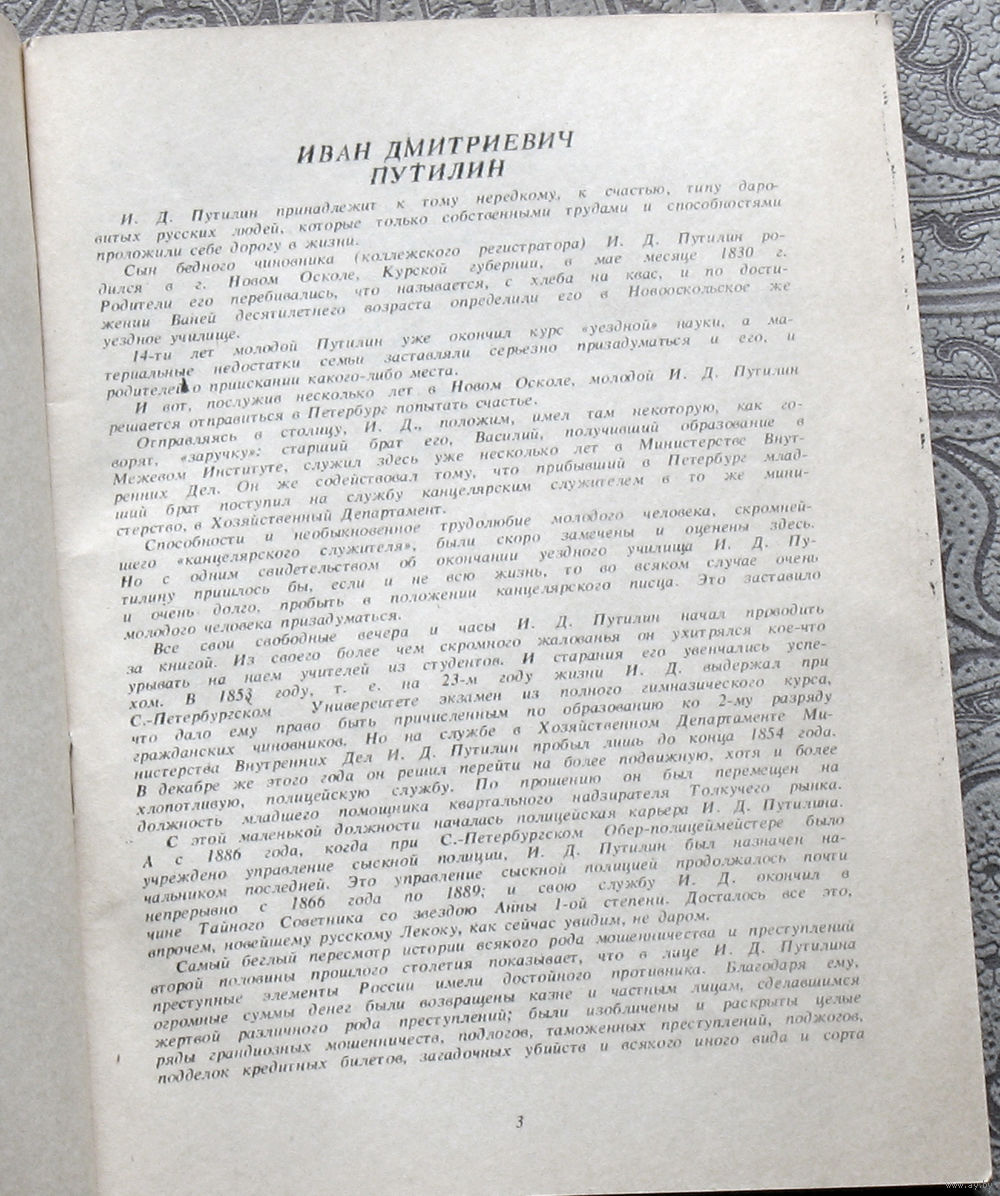 ИВАН ДМИТРИЕВИЧ
ПУТИЛИН
И. Д. Путилин принадлежит к тому нередкому, к счастью, типу даро-
витых русских людей, которые только собственными трудами и способностями
проложили себе дорогу в жизни.
Сын бедного чиновника (коллежского регистратора) И. Д. Путилин ро-
дился в г. Новом Осколе, Курской губернии, в мае месяце 1830 г.
Родители его перебивались, что называется, с хлеба на квас, и по дости-
жении Ваней десятилетнего возраста определили его в Новооскольское же
уездное училище.
14-ти лет молодой Путилин уже окончил курс «уездной» науки, а ма-
териальные недостатки семьи заставляли серьезно призадуматься и его, и
родителей о приискании какого-либо места.
И вот, послужив несколько лет в Новом Осколе, молодой И. Д. Путилин
решается отправиться в Петербург попытать счастье.
Отправляясь в столицу, И. Д., положим, имел там некоторую, как го-
ворят, «заручку»: старший брат его, Василий, получивший образование в
Межевом Институте, служил здесь уже несколько лет в Министерстве Внут-
ренних Дел. Он же содействовал тому, что прибывший в Петербург млад-
ший брат поступил на службу канцелярским служителем в то же мини-
стерство, в Хозяйственный Департамент.
Способности и необыкновенное трудолюбие молодого человека, скромней-
шего «канцелярского служителя», были скоро замечены и оценены здесь.
Но с одним свидетельством об окончании уездного училища И. Д. Пу-
тилину пришлось бы, если и не всю жизнь, то во всяком случае очень
и очень долго, пробыть в положении канцелярского писца. Это заставило
молодого человека призадуматься.
Все свои свободные вечера и часы И. Д. Путилин начал проводить
за книгой. Из своего более чем скромного жалованья он ухитрялся кое-что
урывать на наем учителей из студентов. И старания его увенчались успе-
хом. В 1853 году, т. е. на 23-м году жизни И. Д. выдержал при
С.-Петербургском Университете экзамен из полного гимназического курса,
что дало ему право быть причисленным по образованию ко 2-му разряду
гражданских чиновников. Но на службе в Хозяйственном Департаменте Ми-
нистерства Внутренних Дел И. Д. Путилин пробыл лишь до конца 1854 года.
В декабре же этого года он решил перейти на более подвижную, хотя и более
хлопотливую, полицейскую службу. По прошению он был перемещен на
должность младшего помощника квартального надзирателя Толкучего рынка.
С этой маленькой должности началась полицейская карьера И. Д. Путилина.
А с 1886 года, когда при С.-Петербургском Обер-полицеймейстере было
учреждено управление сыскной полиции, И. Д. Путилин был назначен на-
чальником последней. Это управление сыскной полицией продолжалось почти
непрерывно с 1866 года по 1889; и свою службу И. Д. окончил в
чине Тайного Советника со звездою Анны 1-ой степени. Досталось все это,
впрочем, новейшему русскому Лекоку, как сейчас увидим, не даром.
Самый беглый пересмотр истории всякого рода мошенничества и преступлений
второй половины прошлого столетия показывает, что в лице И. Д. Путилина
преступные элементы России имели достойного противника. Благодаря ему,
огромные суммы денег были возвращены казне и частным лицам, сделавшимся
жертвой различного рода преступлений; были изобличены и раскрыты целые
ряды грандиозных мошенничеств, подлогов, таможенных преступлений, поджогов,
подделок кредитных билетов, загадочных убийств и всякого иного вида и сорта
3
www.ay.by